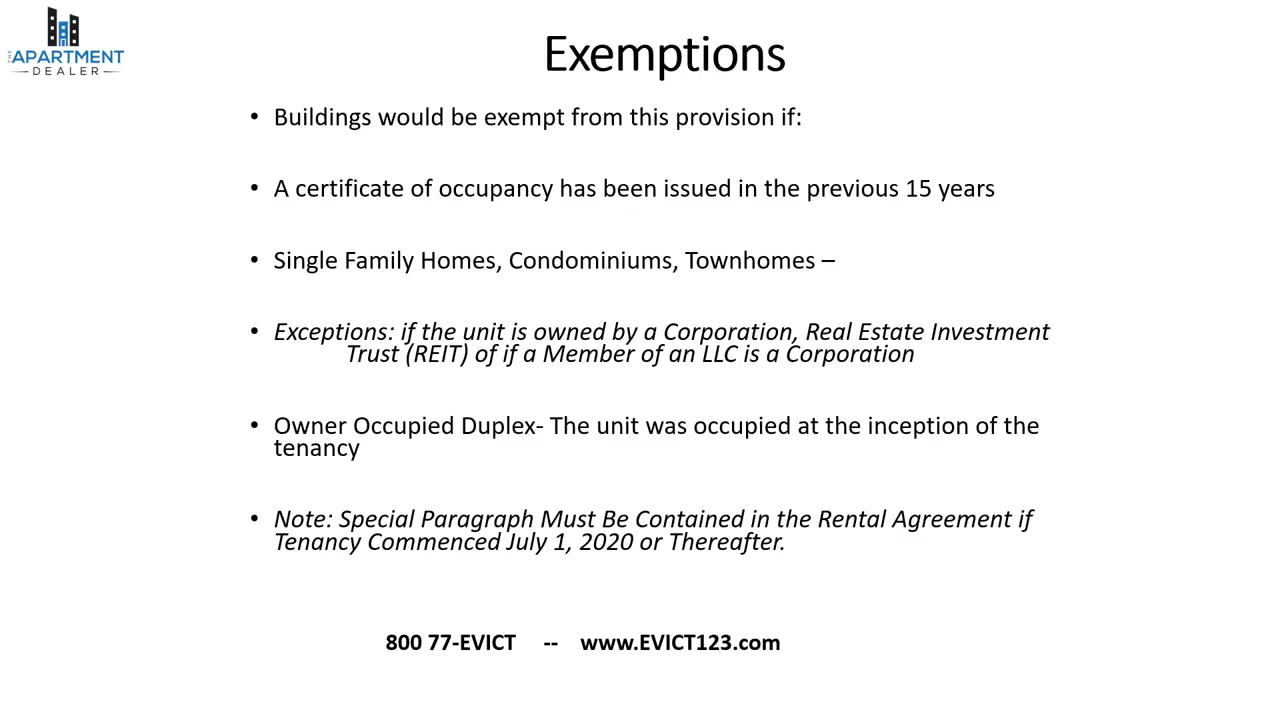 THE
APARTMENT
DEALER
Exemptions
• Buildings would be exempt from this provision if:
• A certificate of occupancy has been issued in the previous 15 years
• Single Family Homes, Condominiums, Townhomes –
• Exceptions: if the unit is owned by a Corporation, Real Estate Investment
Trust (REIT) of if a Member of an LLC is a Corporation
• Owner Occupied Duplex- The unit was occupied at the inception of the
tenancy
• Note: Special Paragraph Must Be Contained in the Rental Agreement if
Tenancy Commenced July 1, 2020 or Thereafter.
800 77-EVICT -- www.EVICT123.com